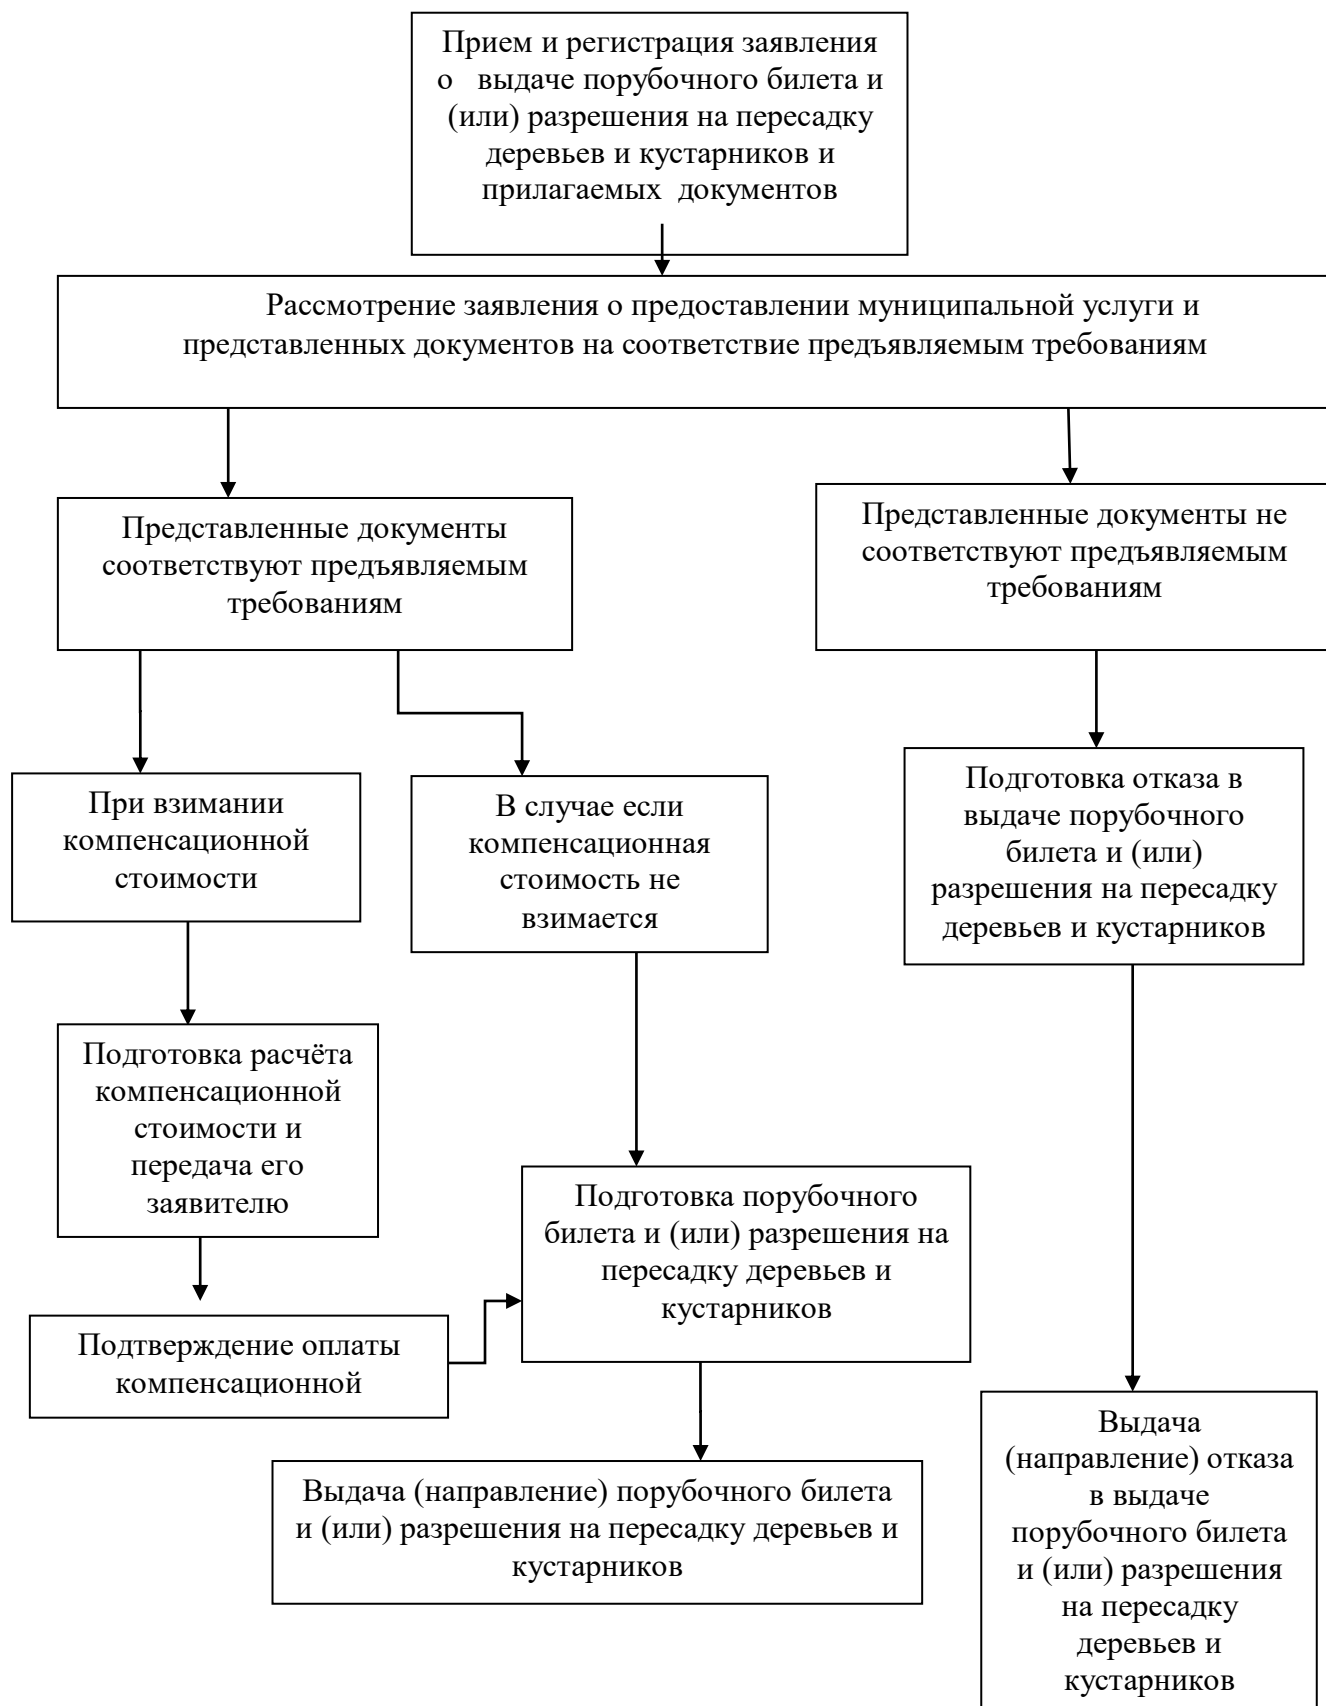 Прием и регистрация заявления
о выдаче порубочного билета и
(или) разрешения на пересадку
деревьев и кустарников и
прилагаемых документов
Рассмотрение заявления о предоставлении муниципальной услуги и
представленных документов на соответствие предъявляемым требованиям
Представленные документы
соответствуют предъявляемым
требованиям
Представленные документы не
соответствуют предъявляемым
требованиям
При взимании
компенсационной
стоимости
В случае если
компенсационная
стоимость не
взимается
Подготовка отказа в
выдаче порубочного
билета и (или)
разрешения на пересадку
деревьев и кустарников
Подготовка расчёта
компенсационной
стоимости и
передача его
заявителю
Подготовка порубочного
билета и (или) разрешения на
пересадку деревьев и
кустарников
Подтверждение оплаты
компенсационной
Выдача (направление) порубочного билета
и (или) разрешения на пересадку деревьев и
кустарников
Выдача
(направление) отказа
в выдаче
порубочного билета
и (или) разрешения
на пересадку
деревьев и
кустарников